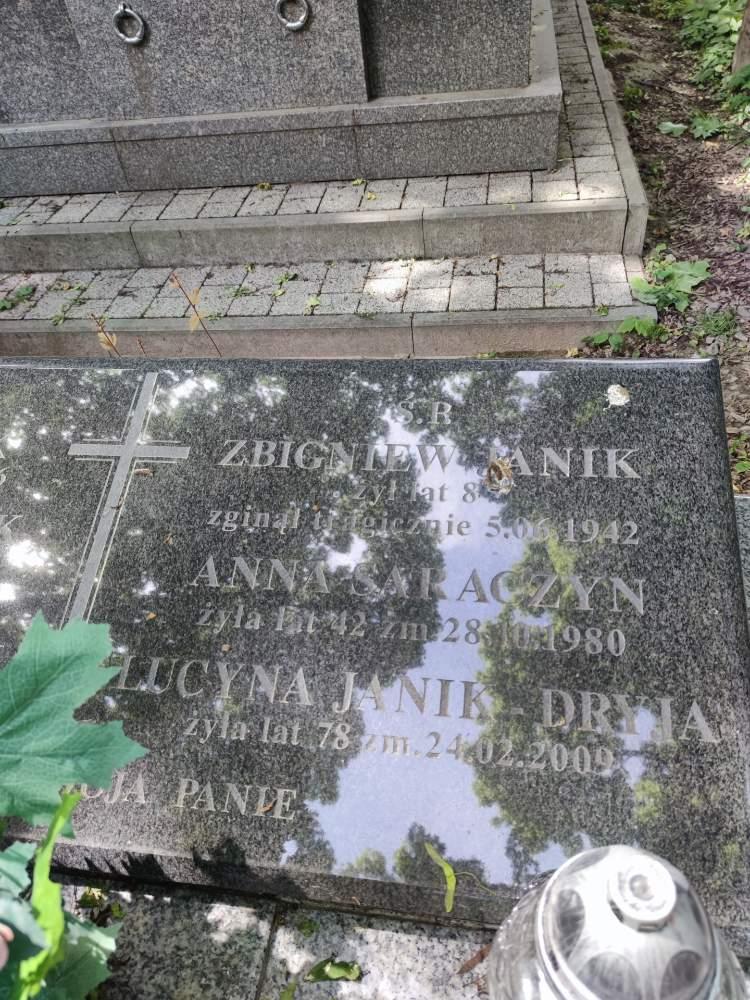 Ś P
ZBIGNIEW JANIK
żył lat 8
zginął tragicznie 5.06.1942
ANNA SARACZYN
żyła lat 42 zm. 28.10.1980
LUCYNA JANIK - DRYJA
żyła lat 78 zm. 24.02.2009
PANIE